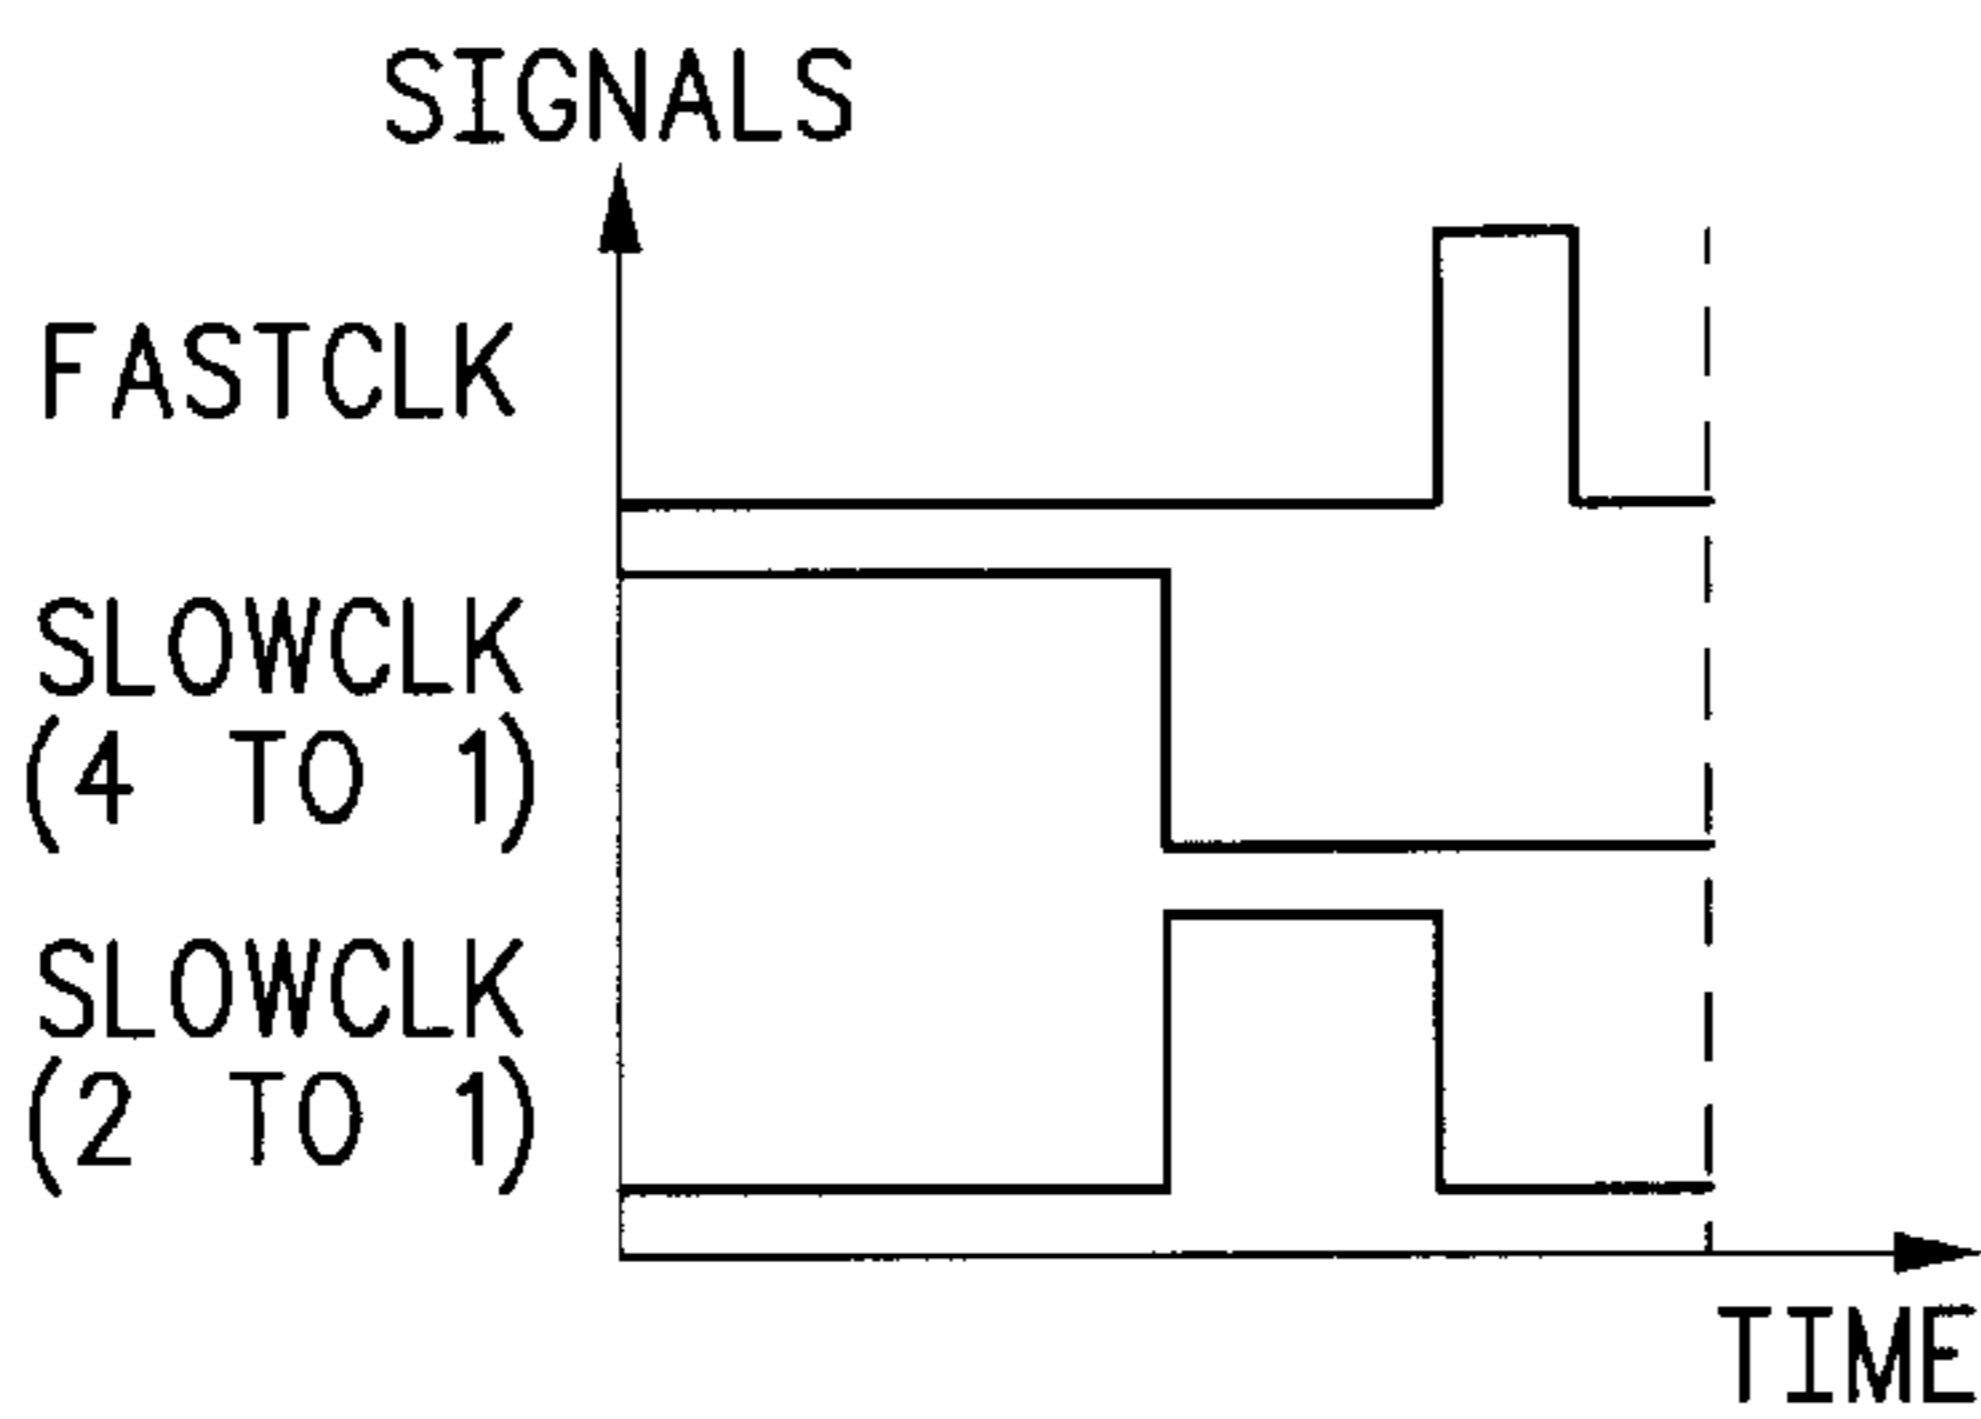 SIGNALS
FASTCLK
SLOWCLK
(4 TO 1)
SLOWCLK
(2 TO 1)
TIME